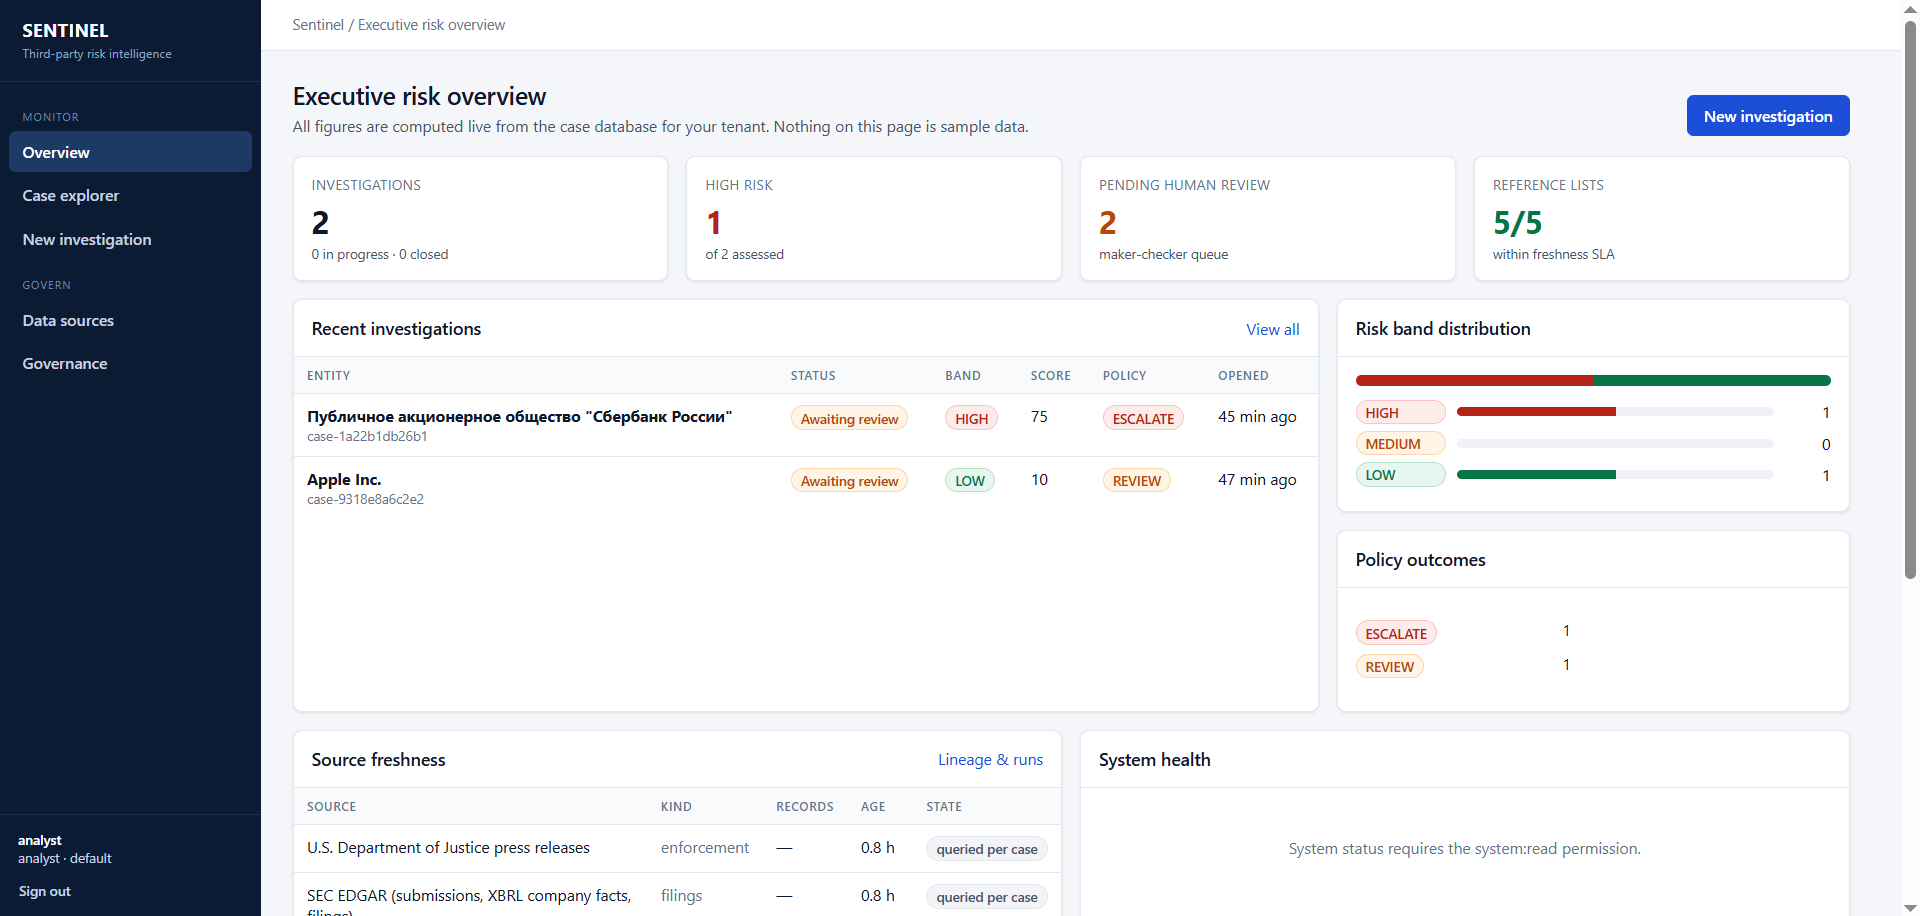 SENTINEL
Third-party risk intelligence
MONITOR
Overview
Case explorer
New investigation
GOVERN
Data sources
Governance
analyst
analyst · default
Sign out
Sentinel / Executive risk overview
Executive risk overview
All figures are computed live from the case database for your tenant. Nothing on this page is sample data.
New investigation
INVESTIGATIONS
2
0 in progress · 0 closed
HIGH RISK
1
of 2 assessed
PENDING HUMAN REVIEW
2
maker-checker queue
REFERENCE LISTS
5/5
within freshness SLA
Recent investigations View all
ENTITY STATUS BAND SCORE POLICY OPENED
Публичное акционерное общество "Сбербанк России" Awaiting review HIGH 75 ESCALATE 45 min ago
case-1a22b1db26b1
Apple Inc. Awaiting review LOW 10 REVIEW 47 min ago
case-9318e8a6c2e2
Risk band distribution
HIGH 1
MEDIUM 0
LOW 1
Policy outcomes
ESCALATE 1
REVIEW 1
Source freshness Lineage & runs
SOURCE KIND RECORDS AGE STATE
U.S. Department of Justice press releases enforcement — 0.8 h queried per case
SEC EDGAR (submissions, XBRL company facts, filings — 0.8 h queried per case
filings)
System health
System status requires the system:read permission.